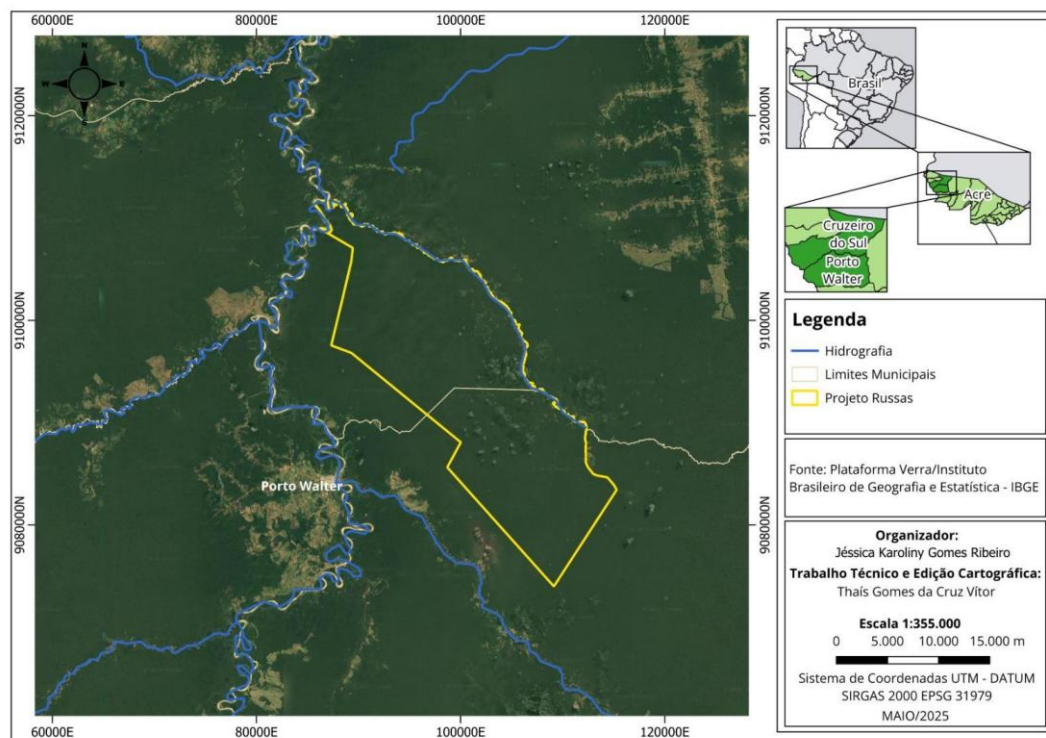 60000E 80000E 100000E 120000E
N
W E
S
9120000N
9100000N
9080000N
Porto Walter
9120000N
9100000N
9080000N
60000E 80000E 100000E 120000E
Brasil
Acre
Cruzeiro
do Sul
Porto
Walter
Legenda
Hidrografia
Limites Municipais
Projeto Russas
Fonte: Plataforma Verra/Instituto
Brasileiro de Geografia e Estatística - IBGE
Organizador:
Jéssica Karoliny Gomes Ribeiro
Trabalho Técnico e Edição Cartográfica:
Thaís Gomes da Cruz Vítor
Escala 1:355.000
0 5.000 10.000 15.000 m
Sistema de Coordenadas UTM - DATUM
SIRGAS 2000 EPSG 31979
MAIO/2025